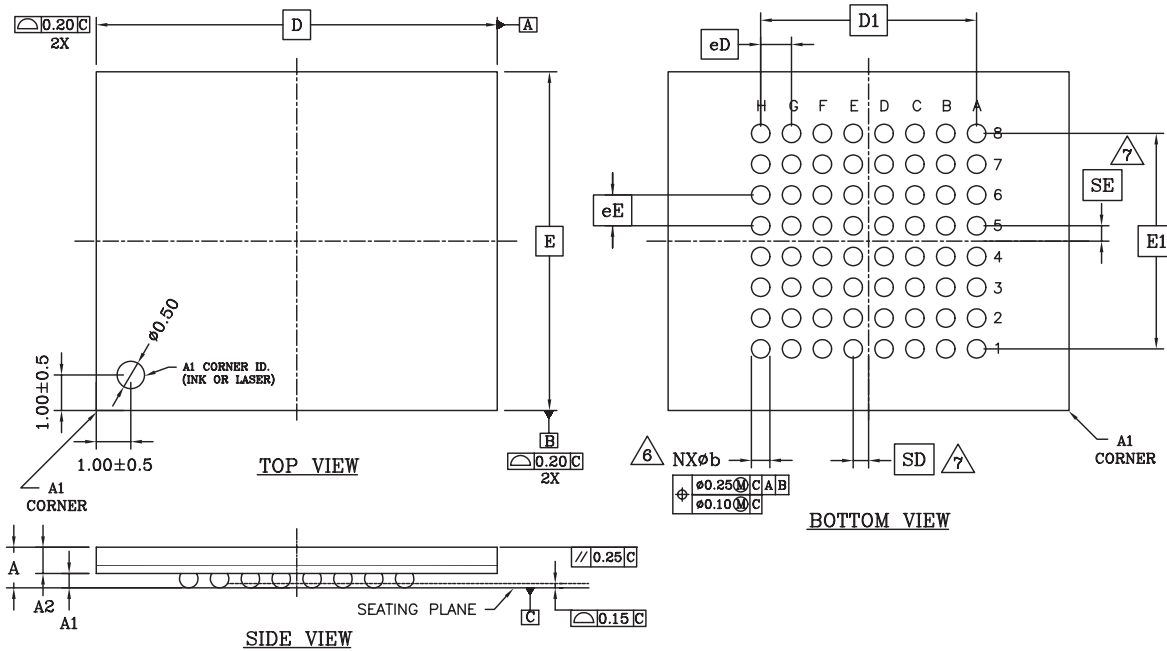 ⌓ 0.20 C
2X
D
A
E
B
⌓ 0.20 C
2X
ø0.50
A1 CORNER ID.
(INK OR LASER)
1.00±0.5
1.00±0.5
A1
CORNER
TOP VIEW
D1
eD
H G F E D C B A
8
7
6
5
4
3
2
1
7
SE
eE
E1
6
NXøb
⌖ ø0.25Ⓜ C A B
ø0.10Ⓜ C
SD
7
A1
CORNER
BOTTOM VIEW
A
A2
A1
// 0.25 C
SEATING PLANE
C
⌓ 0.15 C
SIDE VIEW